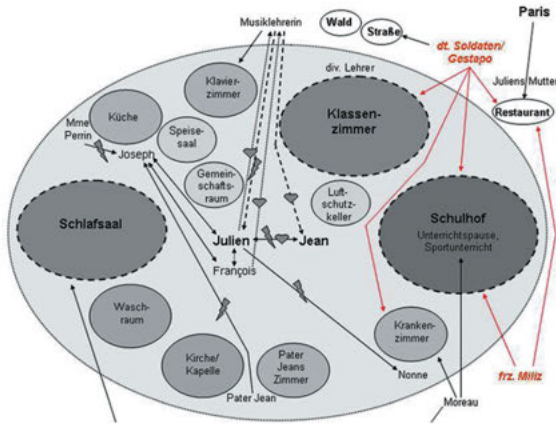 Musiklehrerin
Wald
Straße
Paris
dt. Soldaten/
Gestapo
Juliens Mutter
Restaurant
div. Lehrer
Klavier-
zimmer
Klassen-
zimmer
Küche
Mme
Perrin
Joseph
Speise-
saal
Gemein-
schafts-
raum
Luft-
schutz-
keller
Schlafsaal
Julien
Jean
François
Schulhof
Unterrichtspause,
Sportunterricht
Wasch-
raum
Kranken-
zimmer
Kirche/
Kapelle
Pater
Jeans
Zimmer
Nonne
frz. Miliz
Pater Jean
Moreau